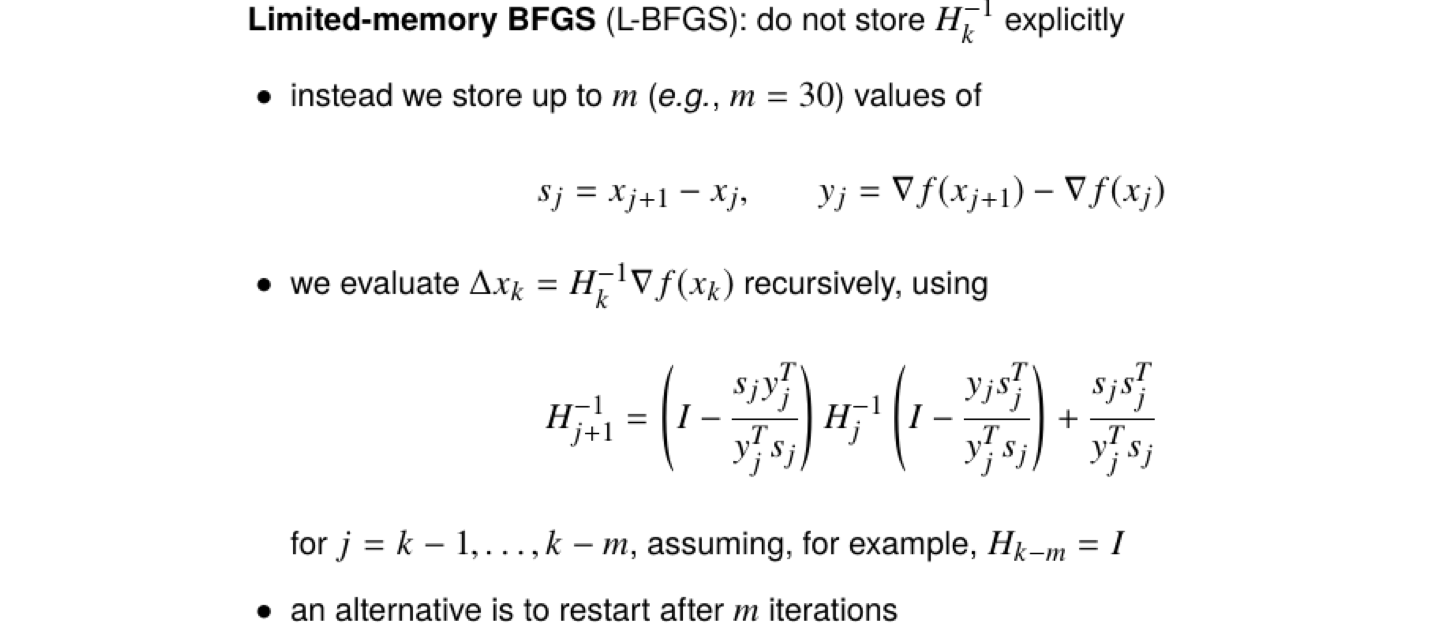 Limited-memory BFGS (L-BFGS): do not store $H_k^{-1}$ explicitly
• instead we store up to $m$ (e.g., $m = 30$) values of
$s_j = x_{j+1} - x_j, \qquad y_j = \nabla f(x_{j+1}) - \nabla f(x_j)$
• we evaluate $\Delta x_k = H_k^{-1} \nabla f(x_k)$ recursively, using
$H_{j+1}^{-1} = \left( I - \frac{s_j y_j^T}{y_j^T s_j} \right) H_j^{-1} \left( I - \frac{y_j s_j^T}{y_j^T s_j} \right) + \frac{s_j s_j^T}{y_j^T s_j}$
for $j = k - 1, \ldots, k - m$, assuming, for example, $H_{k-m} = I$
• an alternative is to restart after $m$ iterations